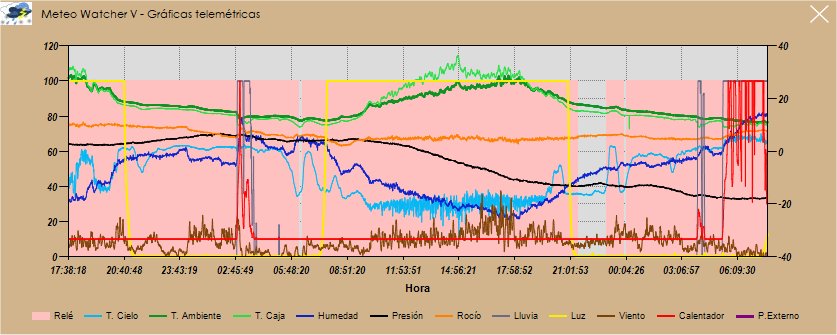 Meteo Watcher V - Gráficas telemétricas
120 40
100 20
80 0
60 -20
40 -40
20
0
17:38:18 20:40:48 23:43:19 02:55:49 05:48:20 08:51:20 11:53:51 14:56:21 17:58:52 21:01:53 00:04:26 03:06:57 06:09:30
Hora
Relé T. Cielo T. Ambiente T. Caja Humedad Presión Rocío Lluvia Luz Viento Calentador P.Externo